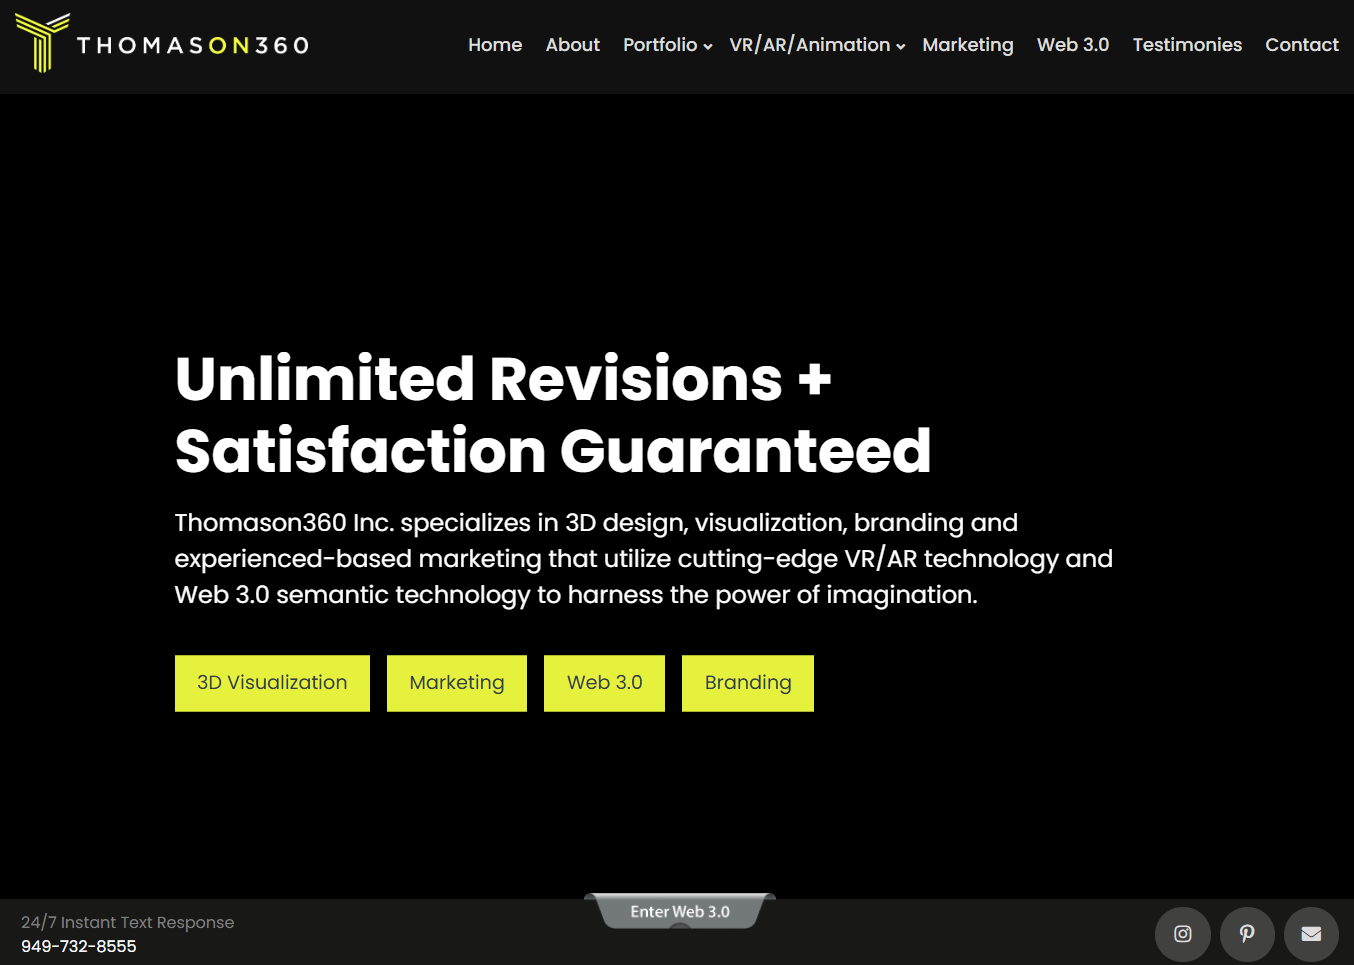 THOMASON360
Home About Portfolio VR/AR/Animation Marketing Web 3.0 Testimonies Contact
Unlimited Revisions +
Satisfaction Guaranteed
Thomason360 Inc. specializes in 3D design, visualization, branding and
experienced-based marketing that utilize cutting-edge VR/AR technology and
Web 3.0 semantic technology to harness the power of imagination.
3D Visualization Marketing Web 3.0 Branding
Enter Web 3.0
24/7 Instant Text Response
949-732-8555